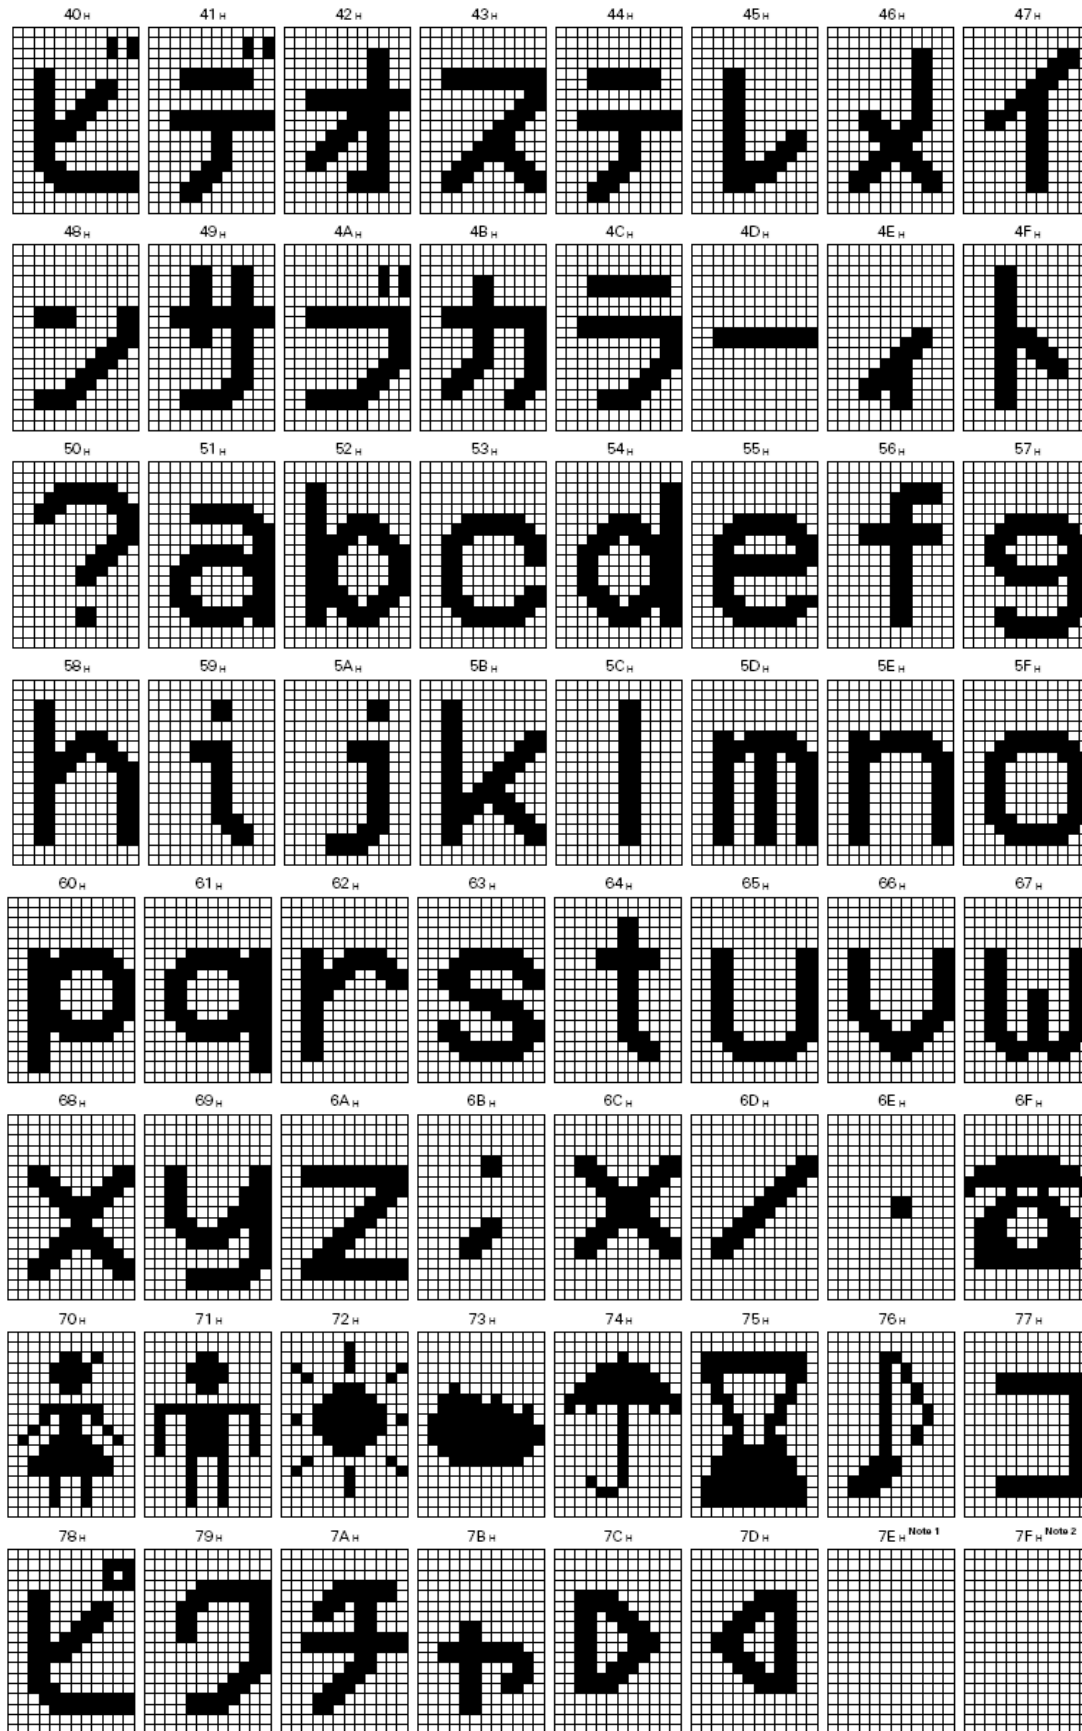 40H 41H 42H 43H 44H 45H 46H 47H
ビ デ オ ス テ レ メ イ
48H 49H 4AH 4BH 4CH 4DH 4EH 4FH
ン サ ブ カ ラ ー ィ ト
50H 51H 52H 53H 54H 55H 56H 57H
? a b c d e f g
58H 59H 5AH 5BH 5CH 5DH 5EH 5FH
h i j k l m n o
60H 61H 62H 63H 64H 65H 66H 67H
p q r s t u v w
68H 69H 6AH 6BH 6CH 6DH 6EH 6F H
x y z ; × / ·
70H 71H 72H 73H 74H 75H 76H 77H
♪ コ
78H 79H 7AH 7BH 7CH 7DH 7EH Note 1 7FH Note 2
ピ ワ チ ャ